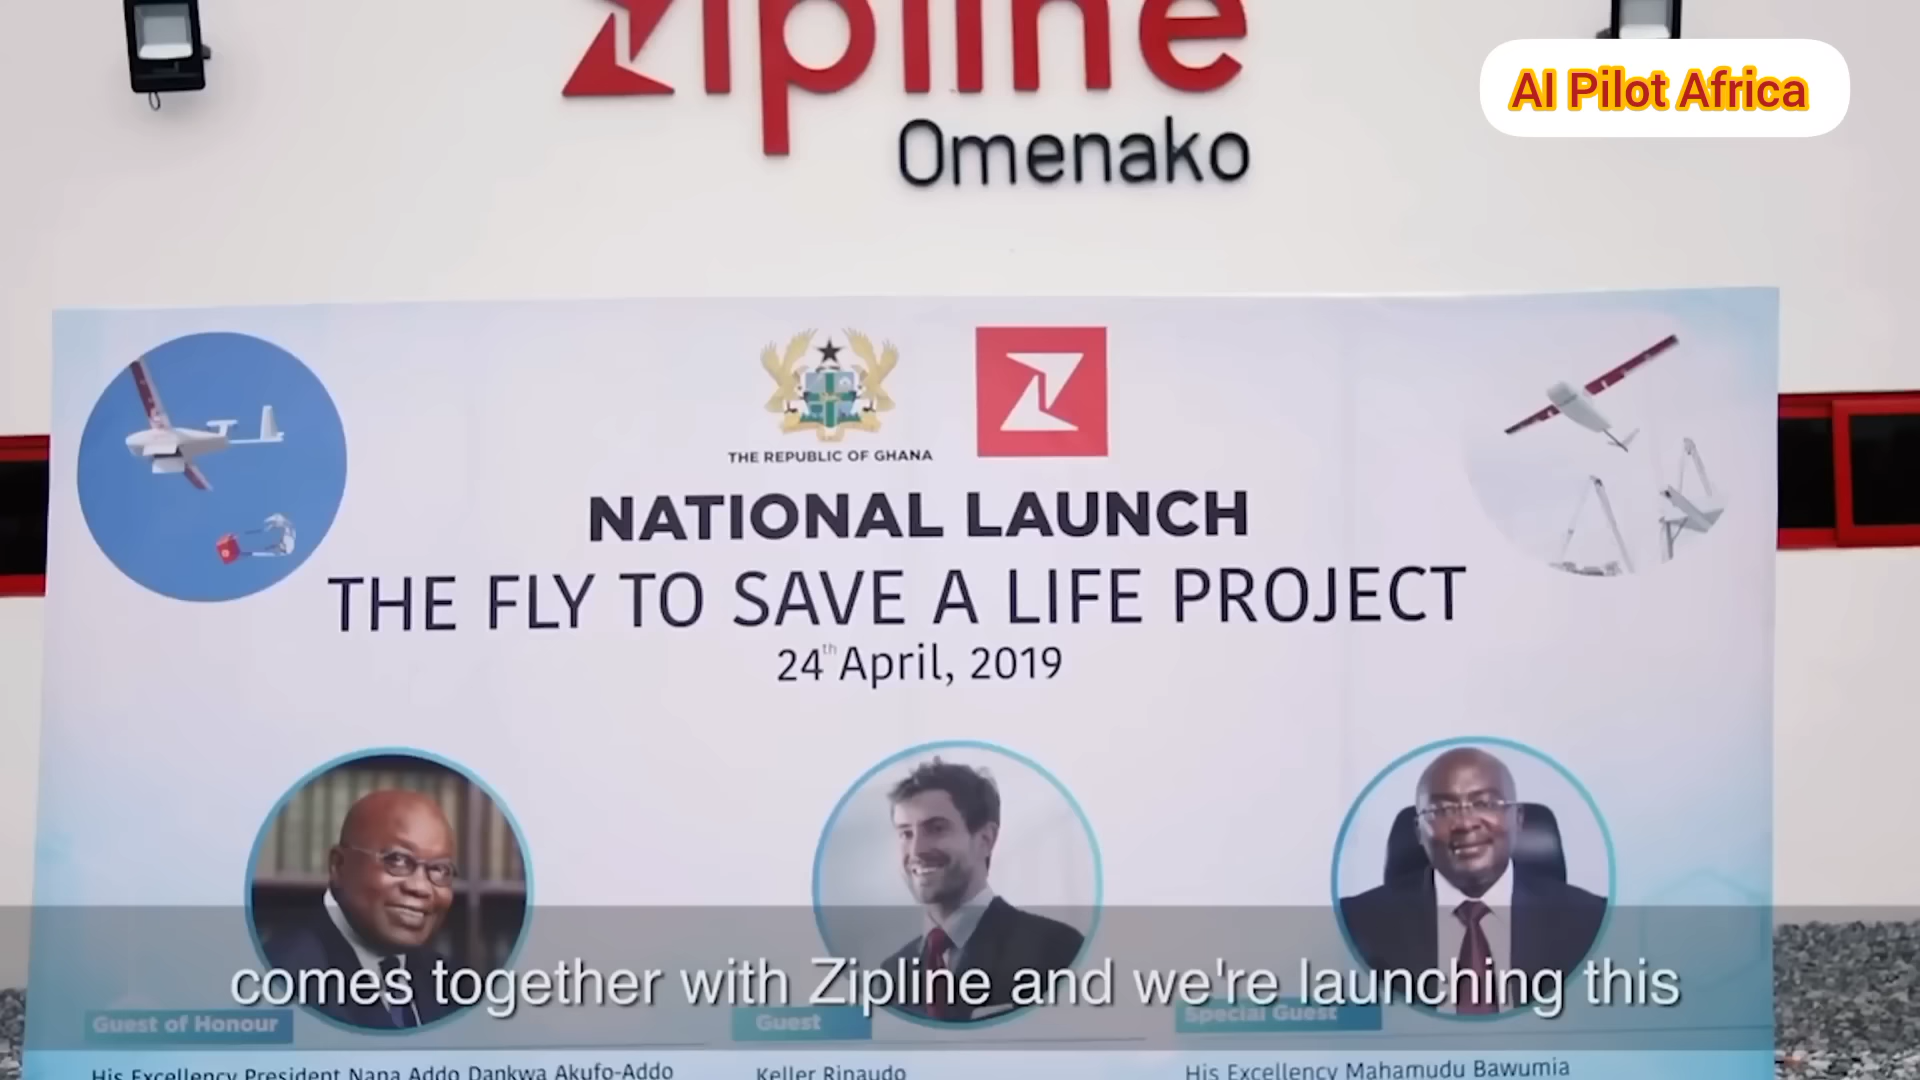 zipline
Omenako
AI Pilot Africa
THE REPUBLIC OF GHANA
NATIONAL LAUNCH
THE FLY TO SAVE A LIFE PROJECT
24th April, 2019
comes together with Zipline and we're launching this
Guest of Honour
Guest
Special Guest
His Excellency President Nana Addo Dankwa Akufo-Addo
Keller Rinaudo
His Excellency Mahamudu Bawumia